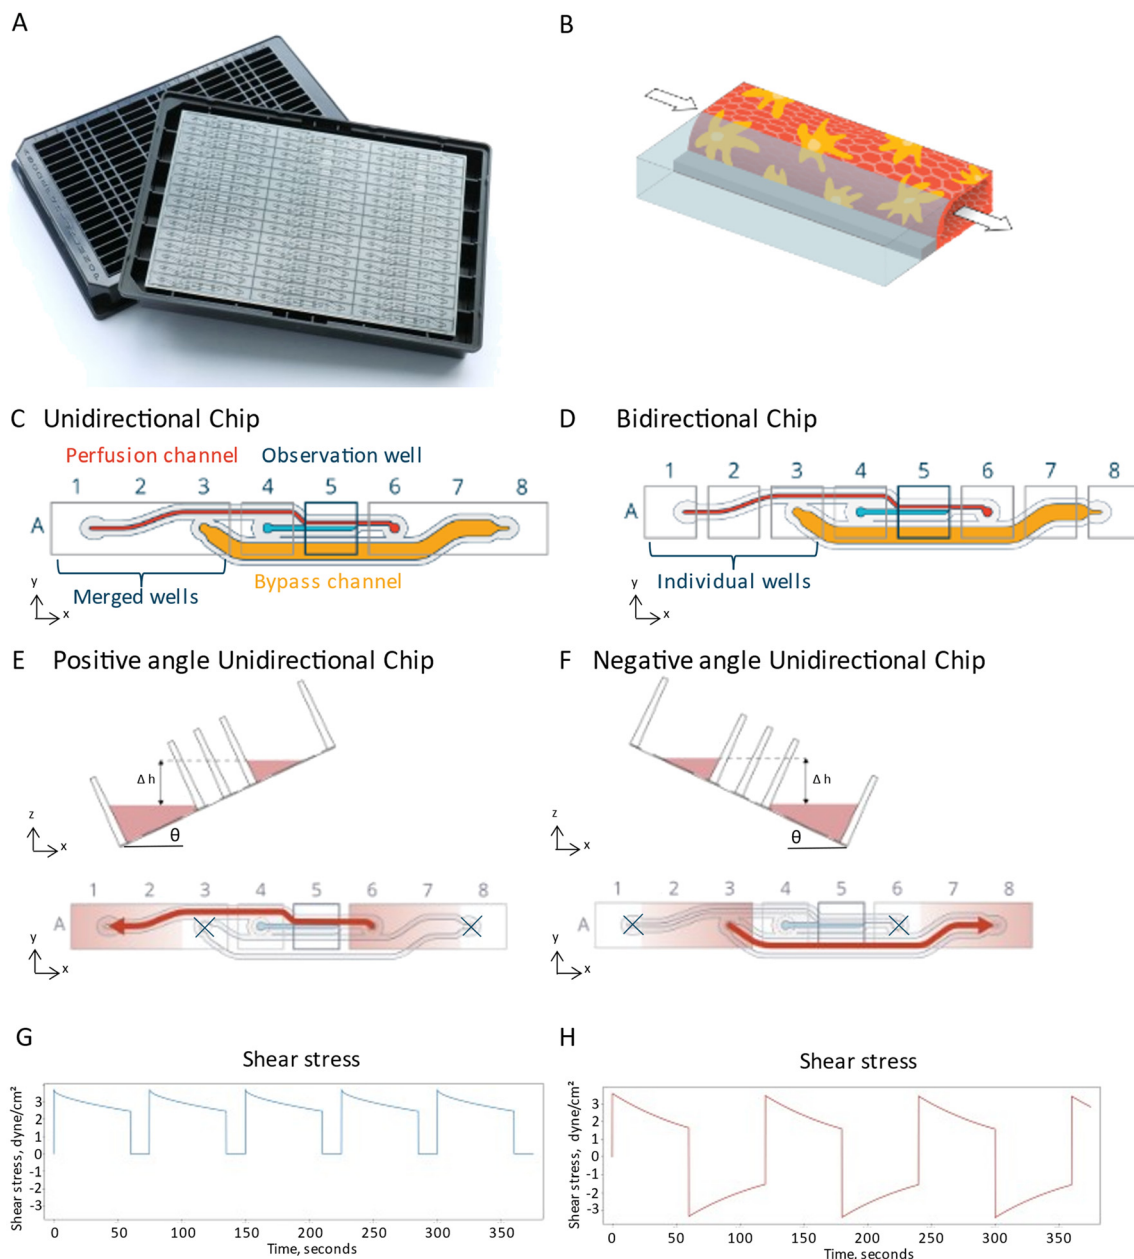 A
B
C Unidirectional Chip
D Bidirectional Chip
Perfusion channel Observation well
1 2 3 4 5 6 7 8
A
Merged wells
Bypass channel
y
x
1 2 3 4 5 6 7 8
A
Individual wells
y
x
E Positive angle Unidirectional Chip
F Negative angle Unidirectional Chip
Δ h
θ
z
x
Δ h
θ
z
x
1 2 3 4 5 6 7 8
A
y
x
1 2 3 4 5 6 7 8
A
y
x
G
Shear stress
Shear stress, dyne/cm²
3
2
1
0
-1
-2
-3
0 50 100 150 200 250 300 350
Time, seconds
H
Shear stress
Shear stress, dyne/cm²
3
2
1
0
-1
-2
-3
0 50 100 150 200 250 300 350
Time, seconds